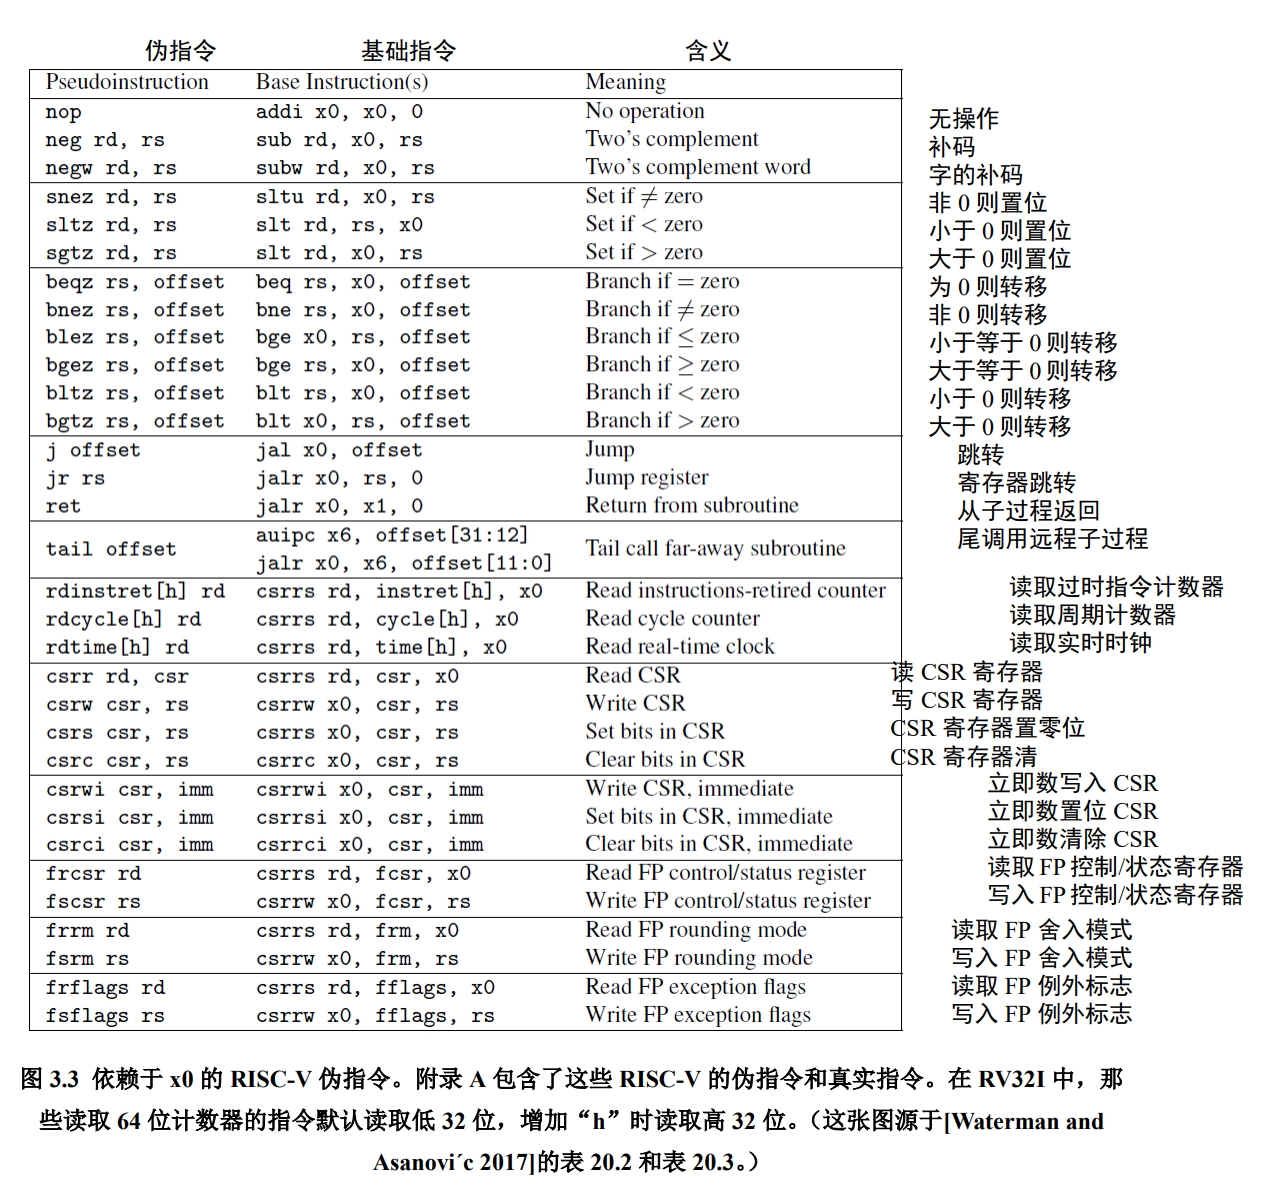 伪指令 基础指令 含义
Pseudoinstruction Base Instruction(s) Meaning
nop addi x0, x0, 0 No operation 无操作
neg rd, rs sub rd, x0, rs Two's complement 补码
negw rd, rs subw rd, x0, rs Two's complement word 字的补码
snez rd, rs sltu rd, x0, rs Set if ≠ zero 非 0 则置位
sltz rd, rs slt rd, rs, x0 Set if < zero 小于 0 则置位
sgtz rd, rs slt rd, x0, rs Set if > zero 大于 0 则置位
beqz rs, offset beq rs, x0, offset Branch if = zero 为 0 则转移
bnez rs, offset bne rs, x0, offset Branch if ≠ zero 非 0 则转移
blez rs, offset bge x0, rs, offset Branch if ≤ zero 小于等于 0 则转移
bgez rs, offset bge rs, x0, offset Branch if ≥ zero 大于等于 0 则转移
bltz rs, offset blt rs, x0, offset Branch if < zero 小于 0 则转移
bgtz rs, offset blt x0, rs, offset Branch if > zero 大于 0 则转移
j offset jal x0, offset Jump 跳转
jr rs jalr x0, rs, 0 Jump register 寄存器跳转
ret jalr x0, x1, 0 Return from subroutine 从子过程返回
tail offset auipc x6, offset[31:12] Tail call far-away subroutine 尾调用远程子过程
jalr x0, x6, offset[11:0]
rdinstret[h] rd csrrs rd, instret[h], x0 Read instructions-retired counter 读取过时指令计数器
rdcycle[h] rd csrrs rd, cycle[h], x0 Read cycle counter 读取周期计数器
rdtime[h] rd csrrs rd, time[h], x0 Read real-time clock 读取实时时钟
csrr rd, csr csrrs rd, csr, x0 Read CSR 读 CSR 寄存器
csrw csr, rs csrrw x0, csr, rs Write CSR 写 CSR 寄存器
csrs csr, rs csrrs x0, csr, rs Set bits in CSR CSR 寄存器置零位
csrc csr, rs csrrc x0, csr, rs Clear bits in CSR CSR 寄存器清
csrwi csr, imm csrrwi x0, csr, imm Write CSR, immediate 立即数写入 CSR
csrsi csr, imm csrrsi x0, csr, imm Set bits in CSR, immediate 立即数置位 CSR
csrci csr, imm csrrci x0, csr, imm Clear bits in CSR, immediate 立即数清除 CSR
frcsr rd csrrs rd, fcsr, x0 Read FP control/status register 读取 FP 控制/状态寄存器
fscsr rs csrrw x0, fcsr, rs Write FP control/status register 写入 FP 控制/状态寄存器
frrm rd csrrs rd, frm, x0 Read FP rounding mode 读取 FP 舍入模式
fsrm rs csrrw x0, frm, rs Write FP rounding mode 写入 FP 舍入模式
frflags rd csrrs rd, fflags, x0 Read FP exception flags 读取 FP 例外标志
fsflags rs csrrw x0, fflags, rs Write FP exception flags 写入 FP 例外标志
图 3.3 依赖于 x0 的 RISC-V 伪指令。附录 A 包含了这些 RISC-V 的伪指令和真实指令。在 RV32I 中，那
些读取 64 位计数器的指令默认读取低 32 位，增加“h”时读取高 32 位。（这张图源于[Waterman and
Asanovi´c 2017]的表 20.2 和表 20.3。）